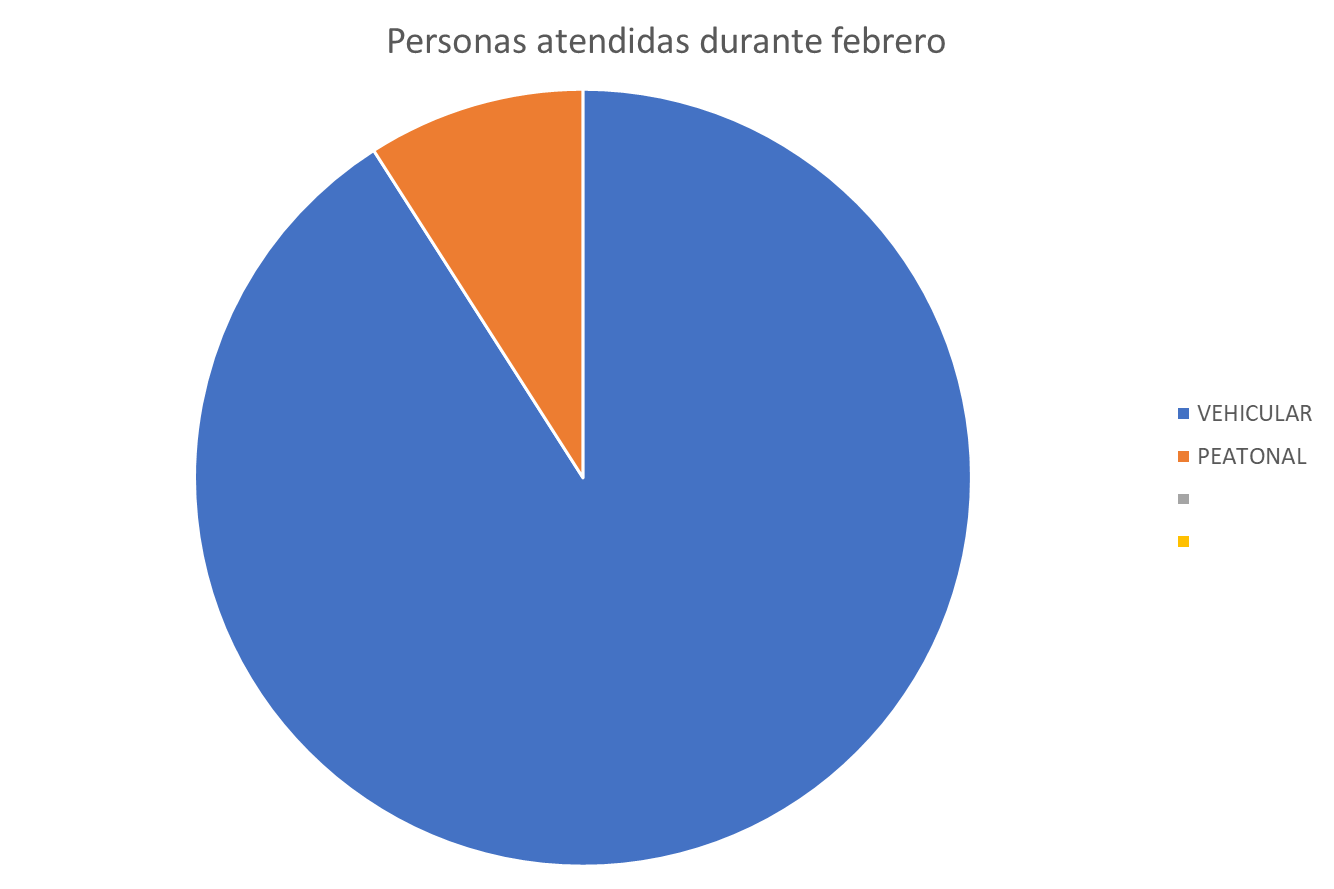 Personas atendidas durante febrero
VEHICULAR
PEATONAL